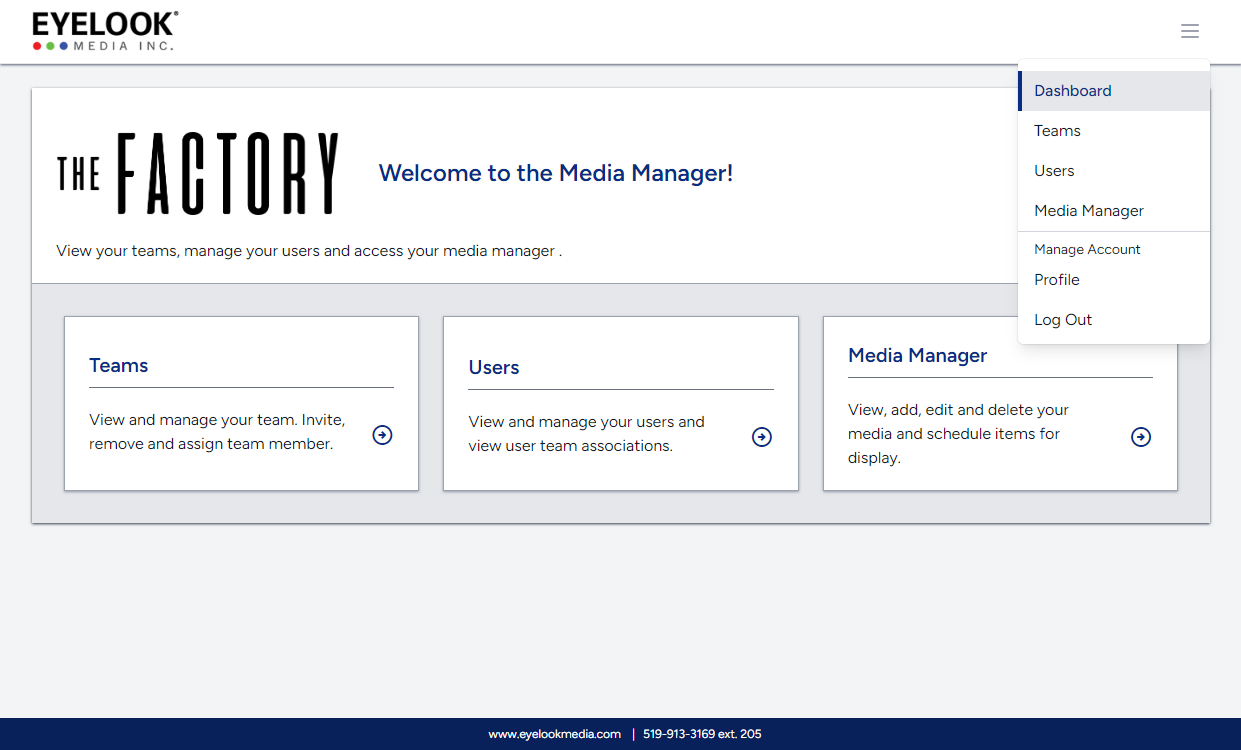 EYELOOK®
MEDIA INC.
Dashboard
Teams
Users
Media Manager
Manage Account
Profile
Log Out
THE FACTORY
Welcome to the Media Manager!
View your teams, manage your users and access your media manager .
Teams
View and manage your team. Invite,
remove and assign team member.
Users
View and manage your users and
view user team associations.
Media Manager
View, add, edit and delete your
media and schedule items for
display.
www.eyelookmedia.com | 519-913-3169 ext. 205